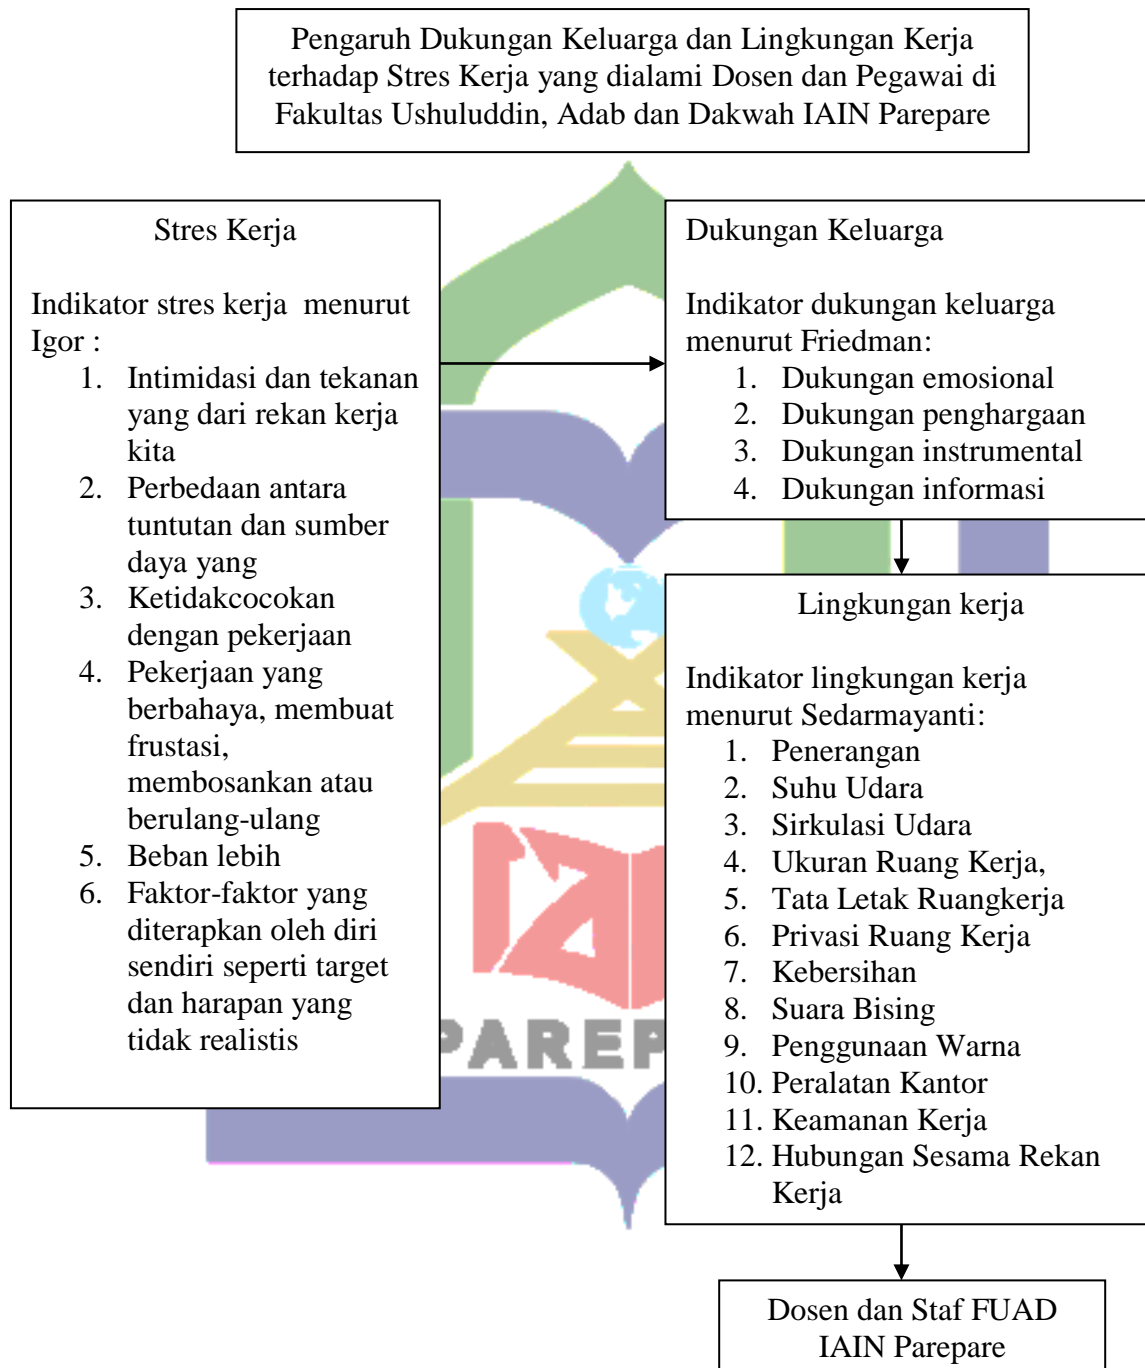 Pengaruh Dukungan Keluarga dan Lingkungan Kerja
terhadap Stres Kerja yang dialami Dosen dan Pegawai di
Fakultas Ushuluddin, Adab dan Dakwah IAIN Parepare
Stres Kerja
Indikator stres kerja menurut
Igor :
1. Intimidasi dan tekanan
yang dari rekan kerja
kita
2. Perbedaan antara
tuntutan dan sumber
daya yang
3. Ketidakcocokan
dengan pekerjaan
4. Pekerjaan yang
berbahaya, membuat
frustasi,
membosankan atau
berulang-ulang
5. Beban lebih
6. Faktor-faktor yang
diterapkan oleh diri
sendiri seperti target
dan harapan yang
tidak realistis
Dukungan Keluarga
Indikator dukungan keluarga
menurut Friedman:
1. Dukungan emosional
2. Dukungan penghargaan
3. Dukungan instrumental
4. Dukungan informasi
Lingkungan kerja
Indikator lingkungan kerja
menurut Sedarmayanti:
1. Penerangan
2. Suhu Udara
3. Sirkulasi Udara
4. Ukuran Ruang Kerja,
5. Tata Letak Ruangkerja
6. Privasi Ruang Kerja
7. Kebersihan
8. Suara Bising
9. Penggunaan Warna
10. Peralatan Kantor
11. Keamanan Kerja
12. Hubungan Sesama Rekan
Kerja
Dosen dan Staf FUAD
IAIN Parepare
PAREP